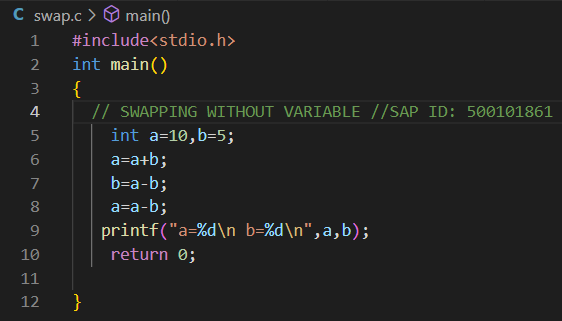 C swap.c > main()
1 #include<stdio.h>
2 int main()
3 {
4 // SWAPPING WITHOUT VARIABLE //SAP ID: 500101861
5 int a=10,b=5;
6 a=a+b;
7 b=a-b;
8 a=a-b;
9 printf("a=%d\n b=%d\n",a,b);
10 return 0;
11
12 }